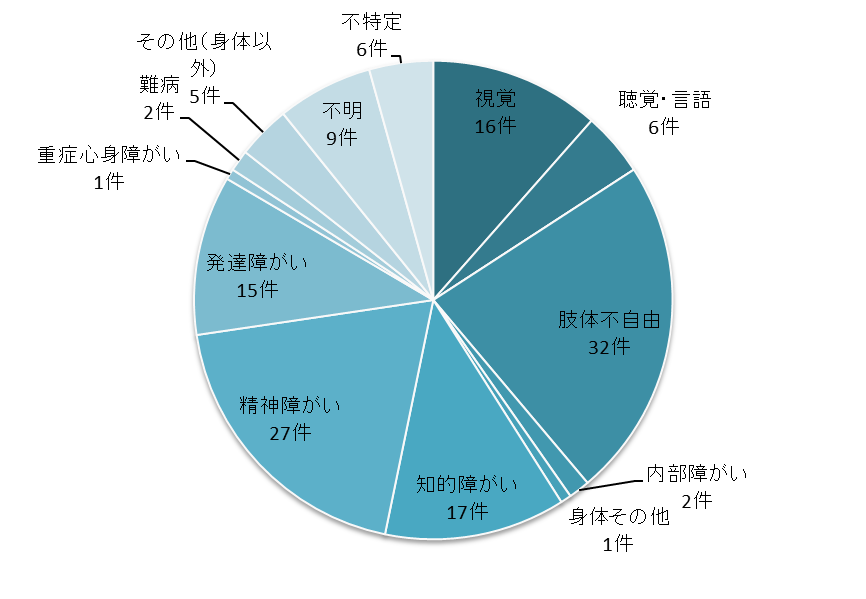 不特定
6件
その他（身体以
外）
5件
難病
2件
重症心身障がい
1件
不明
9件
視覚
16件
聴覚・言語
6件
発達障がい
15件
肢体不自由
32件
精神障がい
27件
知的障がい
17件
内部障がい
2件
身体その他
1件